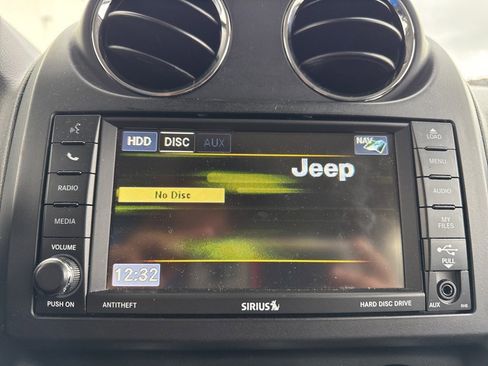 HDD DISC AUX NAV
Jeep
No Disc
12:32
RADIO
MEDIA
VOLUME
PUSH ON
LOAD
MENU
AUDIO
MY
FILES
PULL
AUX RHB
ANTITHEFT
SIRIUS
HARD DISC DRIVE